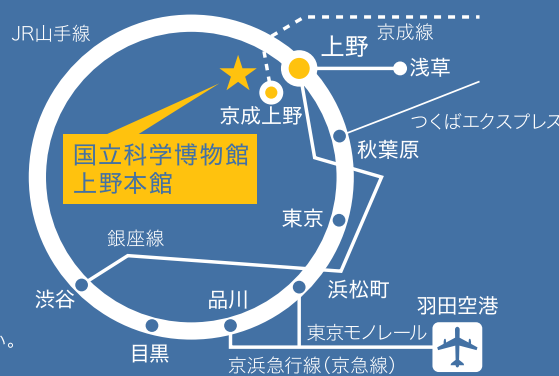 JR山手線
上野
京成線
浅草
京成上野
つくばエクスプレス
国立科学博物館
上野本館
秋葉原
東京
銀座線
渋谷
品川
浜松町
羽田空港
い。
目黒
東京モノレール
京浜急行線（京急線）